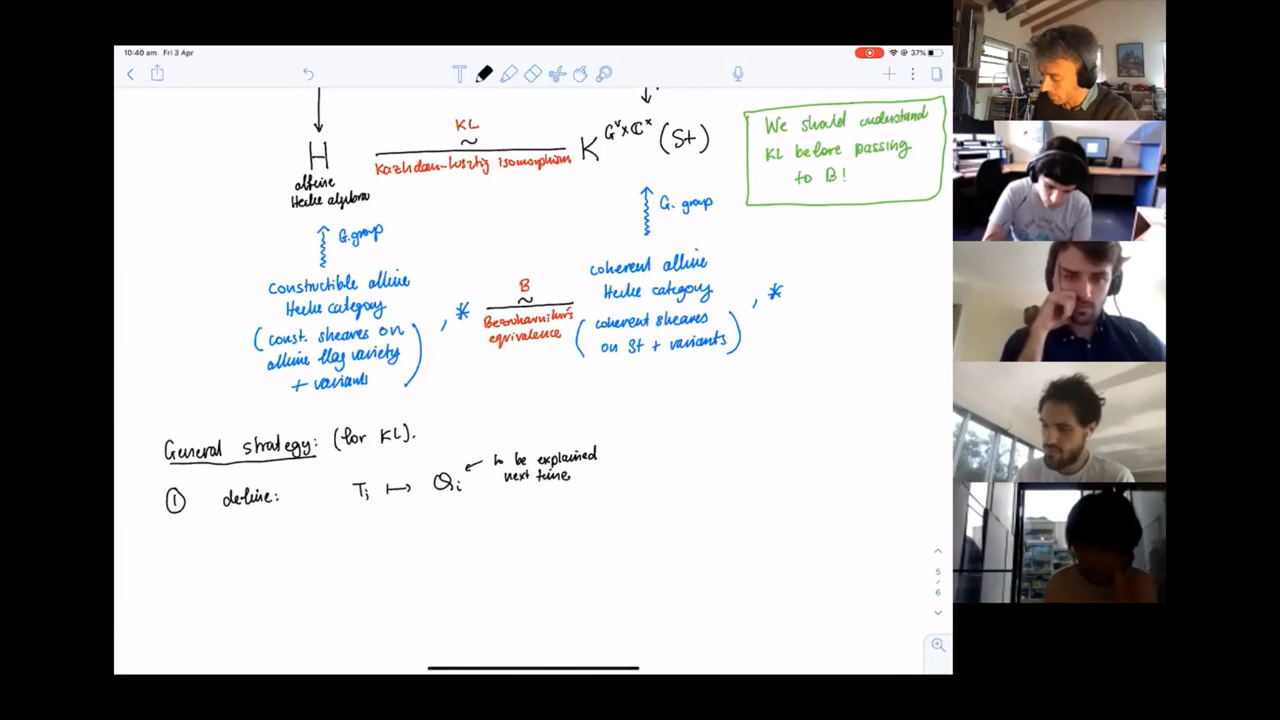 10:40 am Fri 3 Apr
37%
KL
~
H
Kazhdan-Lusztig isomorphism
K^{G^∨×ℂ^×} (St)
affine
Hecke algebra
We should understand
KL before passing
to B!
G. group
G. group
constructible affine
Hecke category
(const. sheaves on
affine flag variety
+ variants)
, *
B
~
Bezrukavnikov's
equivalence
coherent affine
Hecke category
(coherent sheaves
on St + variants)
, *
General strategy: (for KL).
① define: T_i ↦ Q_i ← to be explained
next time
5
/
6